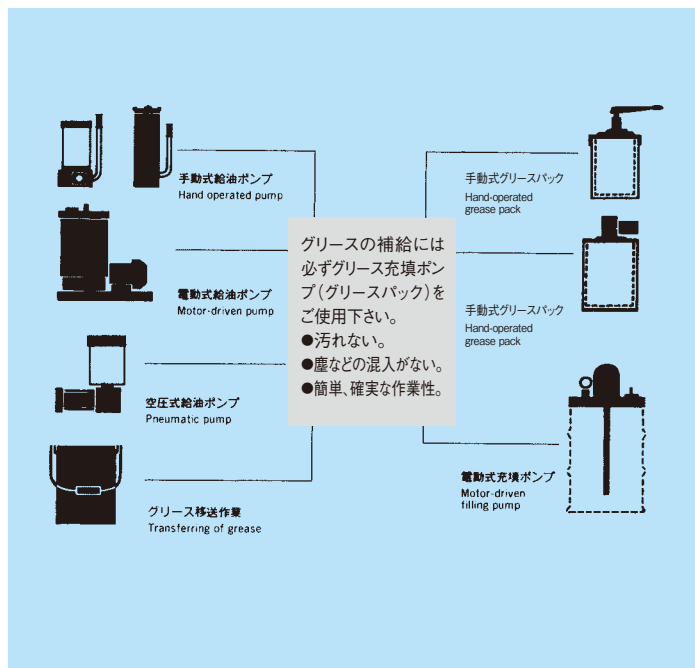 手動式給油ポンプ
Hand operated pump
電動式給油ポンプ
Motor-driven pump
空圧式給油ポンプ
Pneumatic pump
グリース移送作業
Transferring of grease
グリースの補給には
必ずグリース充填ポン
プ(グリースパック)を
ご使用下さい。
●汚れない。
●塵などの混入がない。
●簡単、確実な作業性。
手動式グリースパック
Hand-operated
grease pack
手動式グリースパック
Hand-operated
grease pack
電動式充填ポンプ
Motor-driven
filling pump